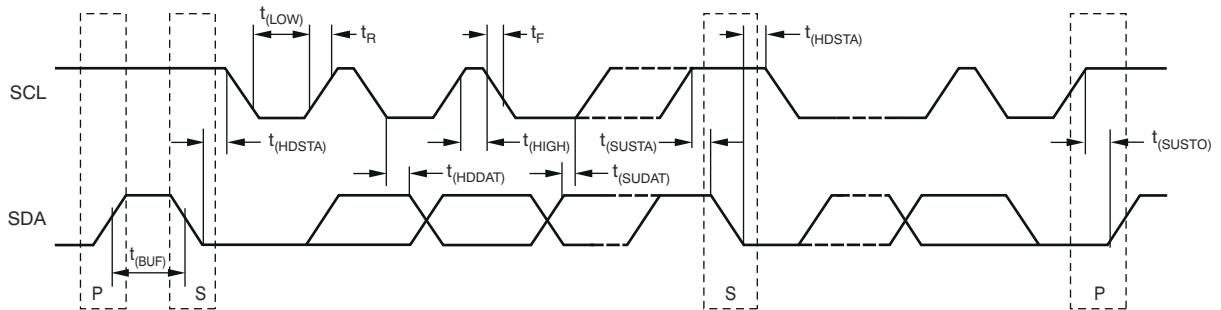 t(LOW)
tR
tF
t(HDSTA)
SCL
t(HDSTA)
t(HIGH)
t(SUSTA)
t(SUSTO)
t(HDDAT)
t(SUDAT)
SDA
t(BUF)
P
S
S
P